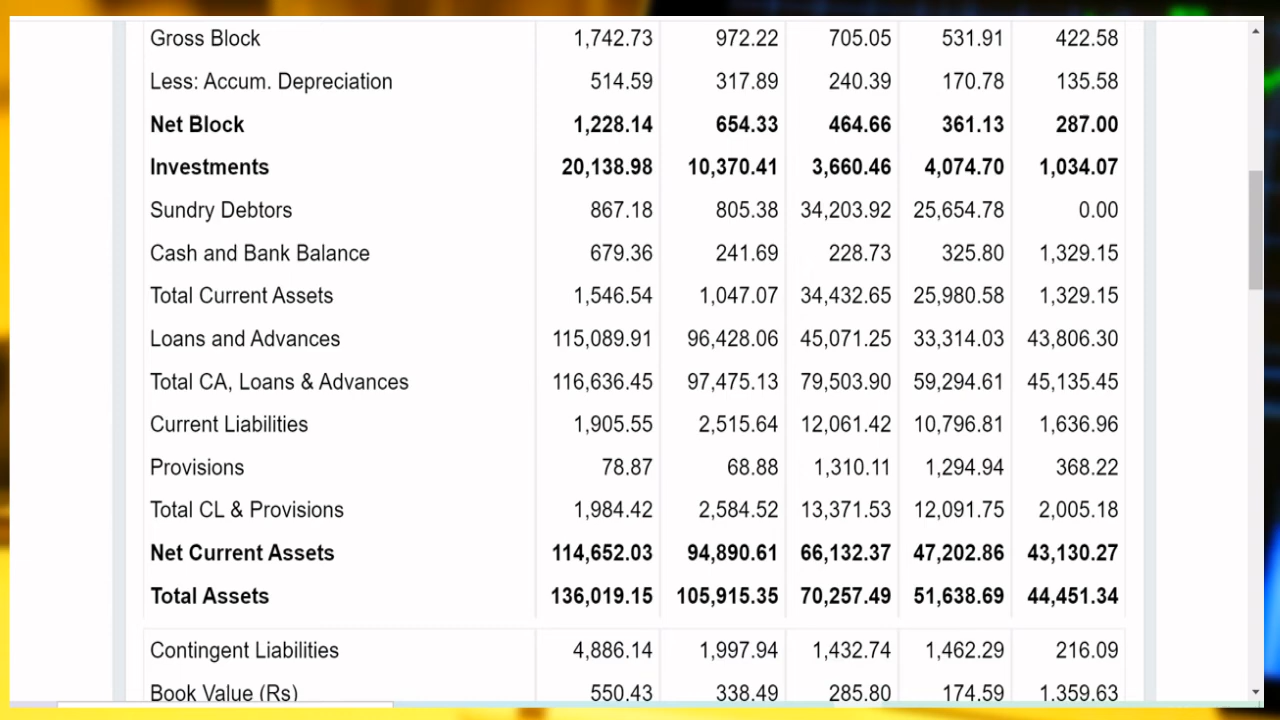 Gross Block 1,742.73 972.22 705.05 531.91 422.58
Less: Accum. Depreciation 514.59 317.89 240.39 170.78 135.58
Net Block 1,228.14 654.33 464.66 361.13 287.00
Investments 20,138.98 10,370.41 3,660.46 4,074.70 1,034.07
Sundry Debtors 867.18 805.38 34,203.92 25,654.78 0.00
Cash and Bank Balance 679.36 241.69 228.73 325.80 1,329.15
Total Current Assets 1,546.54 1,047.07 34,432.65 25,980.58 1,329.15
Loans and Advances 115,089.91 96,428.06 45,071.25 33,314.03 43,806.30
Total CA, Loans & Advances 116,636.45 97,475.13 79,503.90 59,294.61 45,135.45
Current Liabilities 1,905.55 2,515.64 12,061.42 10,796.81 1,636.96
Provisions 78.87 68.88 1,310.11 1,294.94 368.22
Total CL & Provisions 1,984.42 2,584.52 13,371.53 12,091.75 2,005.18
Net Current Assets 114,652.03 94,890.61 66,132.37 47,202.86 43,130.27
Total Assets 136,019.15 105,915.35 70,257.49 51,638.69 44,451.34
Contingent Liabilities 4,886.14 1,997.94 1,432.74 1,462.29 216.09
Book Value (Rs) 550.43 338.49 285.80 174.59 1,359.63